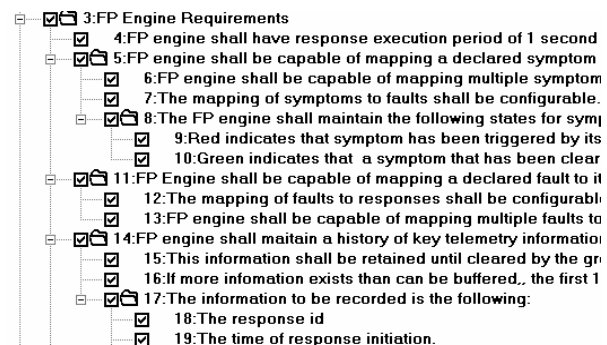 3:FP Engine Requirements
4:FP engine shall have response execution period of 1 second
5:FP engine shall be capable of mapping a declared symptom
6:FP engine shall be capable of mapping multiple symptom
7:The mapping of symptoms to faults shall be configurable.
8:The FP engine shall maintain the following states for symp
9:Red indicates that symptom has been triggered by its
10:Green indicates that a symptom that has been clear
11:FP Engine shall be capable of mapping a declared fault to it
12:The mapping of faults to responses shall be configurabl
13:FP engine shall be capable of mapping multiple faults to
14:FP engine shall maitain a history of key telemetry information
15:This information shall be retained until cleared by the gr
16:If more infomation exists than can be buffered,, the first 1
17:The information to be recorded is the following:
18:The response id
19:The time of response initiation.